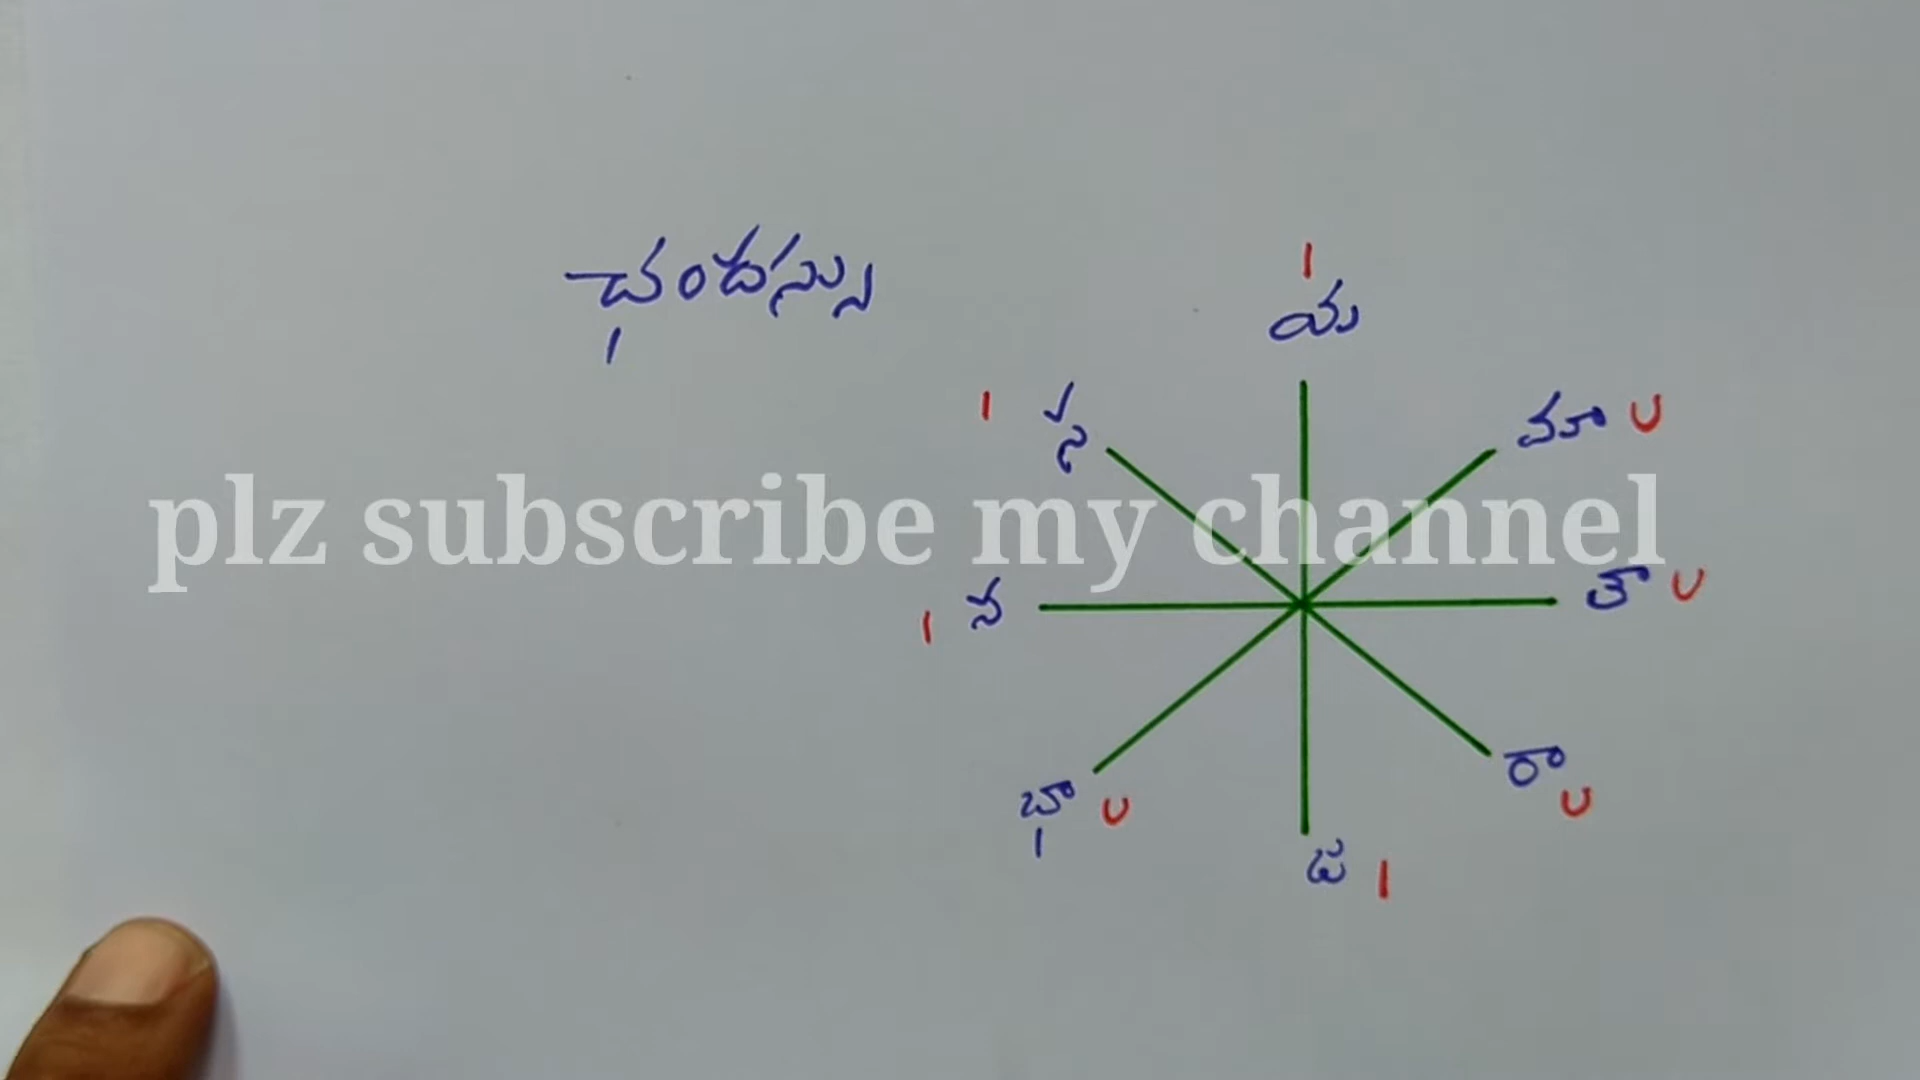 ఛందస్సు
I
య
I స
మా U
plz subscribe my channel
I న
తా U
భా U
రా U
జ I